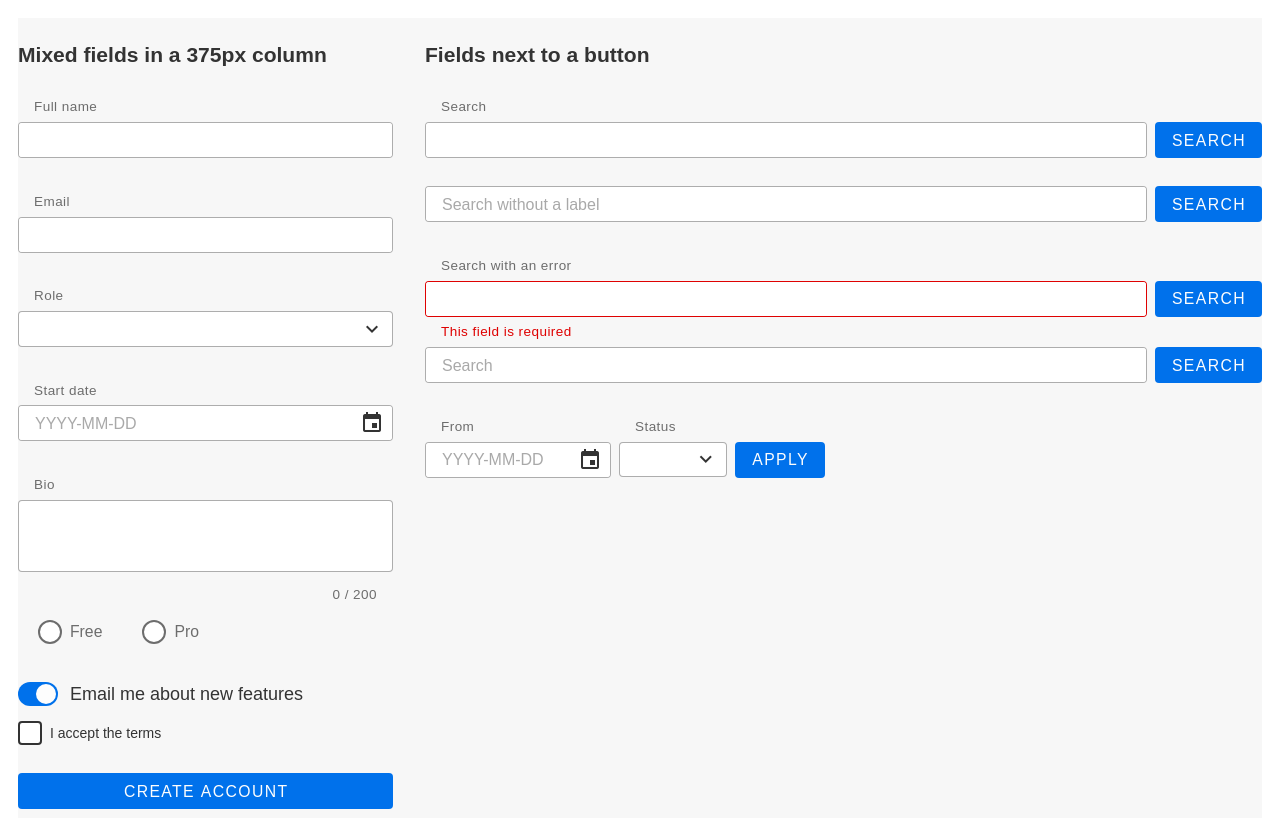 Mixed fields in a 375px column
Full name
Email
Role
Start date
YYYY-MM-DD
Bio
0 / 200
Free Pro
Email me about new features
I accept the terms
CREATE ACCOUNT
Fields next to a button
Search
SEARCH
Search without a label SEARCH
Search with an error
SEARCH
This field is required
Search SEARCH
From Status
YYYY-MM-DD APPLY